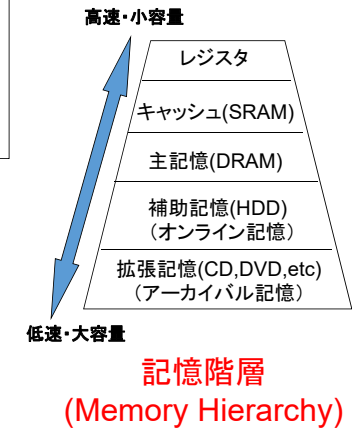 高速・小容量
レジスタ
キャッシュ(SRAM)
主記憶(DRAM)
補助記憶(HDD)
（オンライン記憶）
拡張記憶(CD,DVD,etc)
（アーカイバル記憶）
低速・大容量
記憶階層
(Memory Hierarchy)